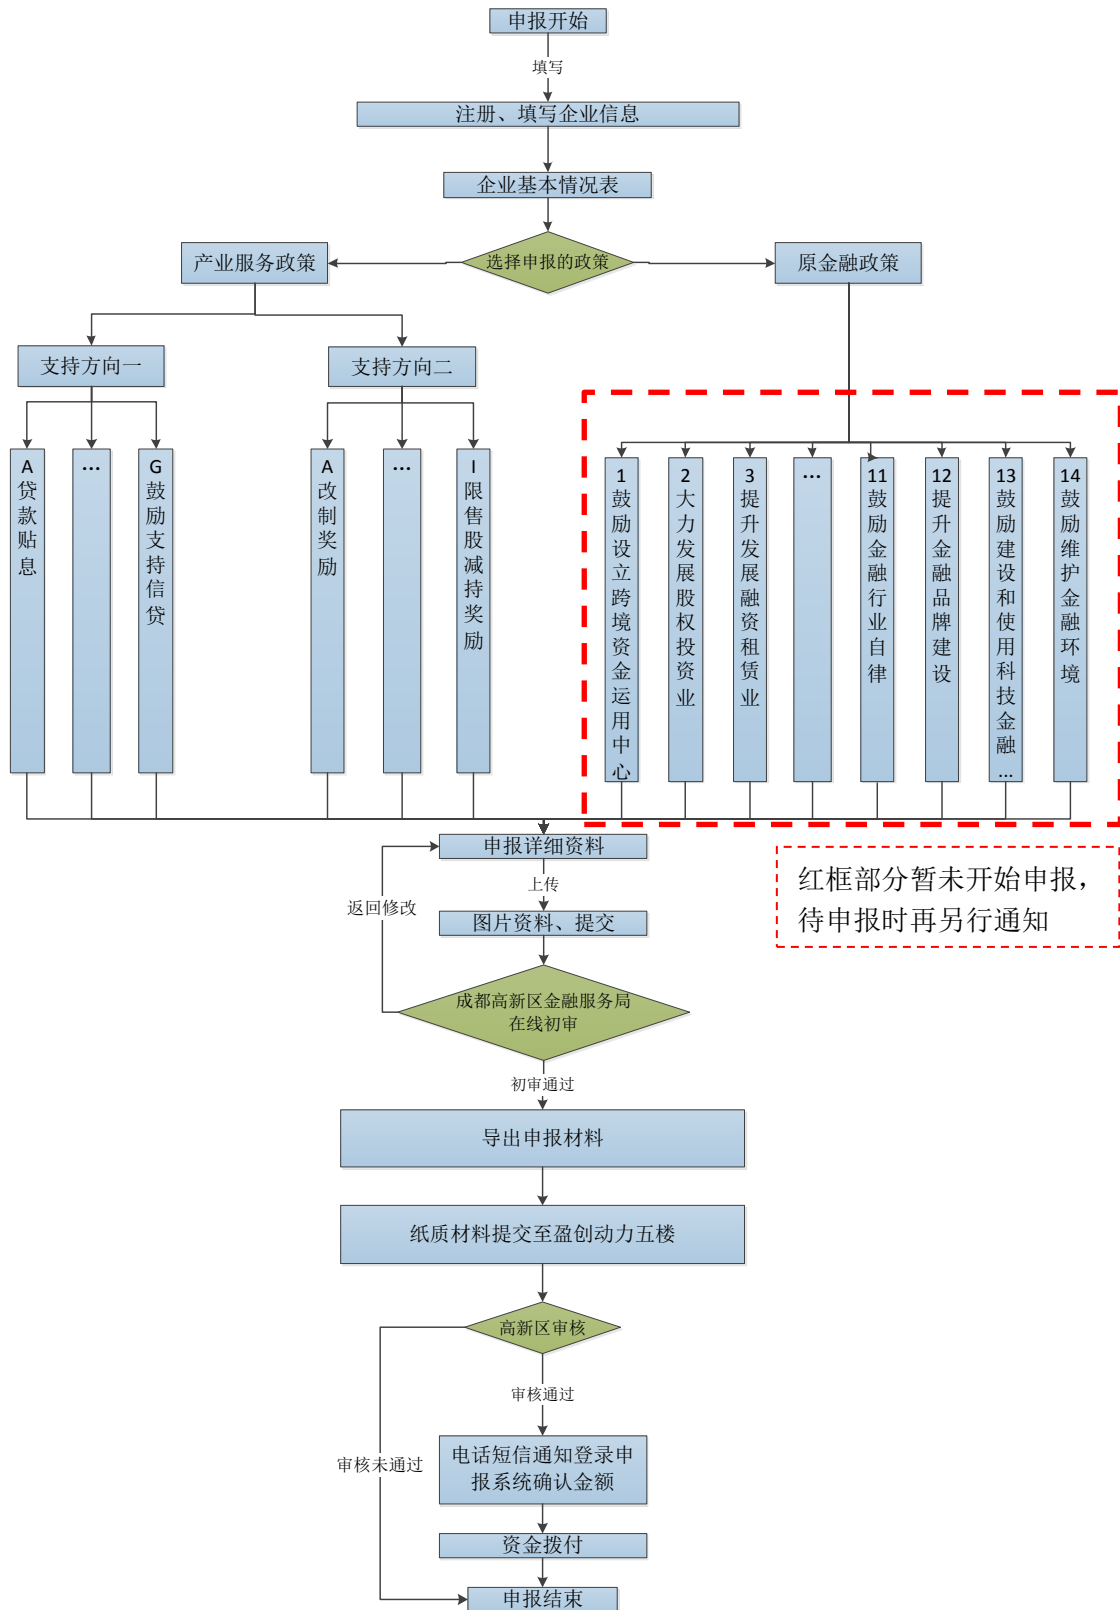 申报开始
填写
注册、填写企业信息
企业基本情况表
选择申报的政策
产业服务政策
原金融政策
支持方向一
支持方向二
A贷款贴息
...
G鼓励支持信贷
A改制奖励
...
I限售股减持奖励
1鼓励设立跨境资金运用中心
2大力发展股权投资业
3提升发展融资租赁业
...
11鼓励金融行业自律
12提升金融品牌建设
13鼓励建设和使用科技金融...
14鼓励维护金融环境
申报详细资料
上传
返回修改
图片资料、提交
红框部分暂未开始申报，
待申报时再另行通知
成都高新区金融服务局
在线初审
初审通过
导出申报材料
纸质材料提交至盈创动力五楼
高新区审核
审核通过
审核未通过
电话短信通知登录申
报系统确认金额
资金拨付
申报结束